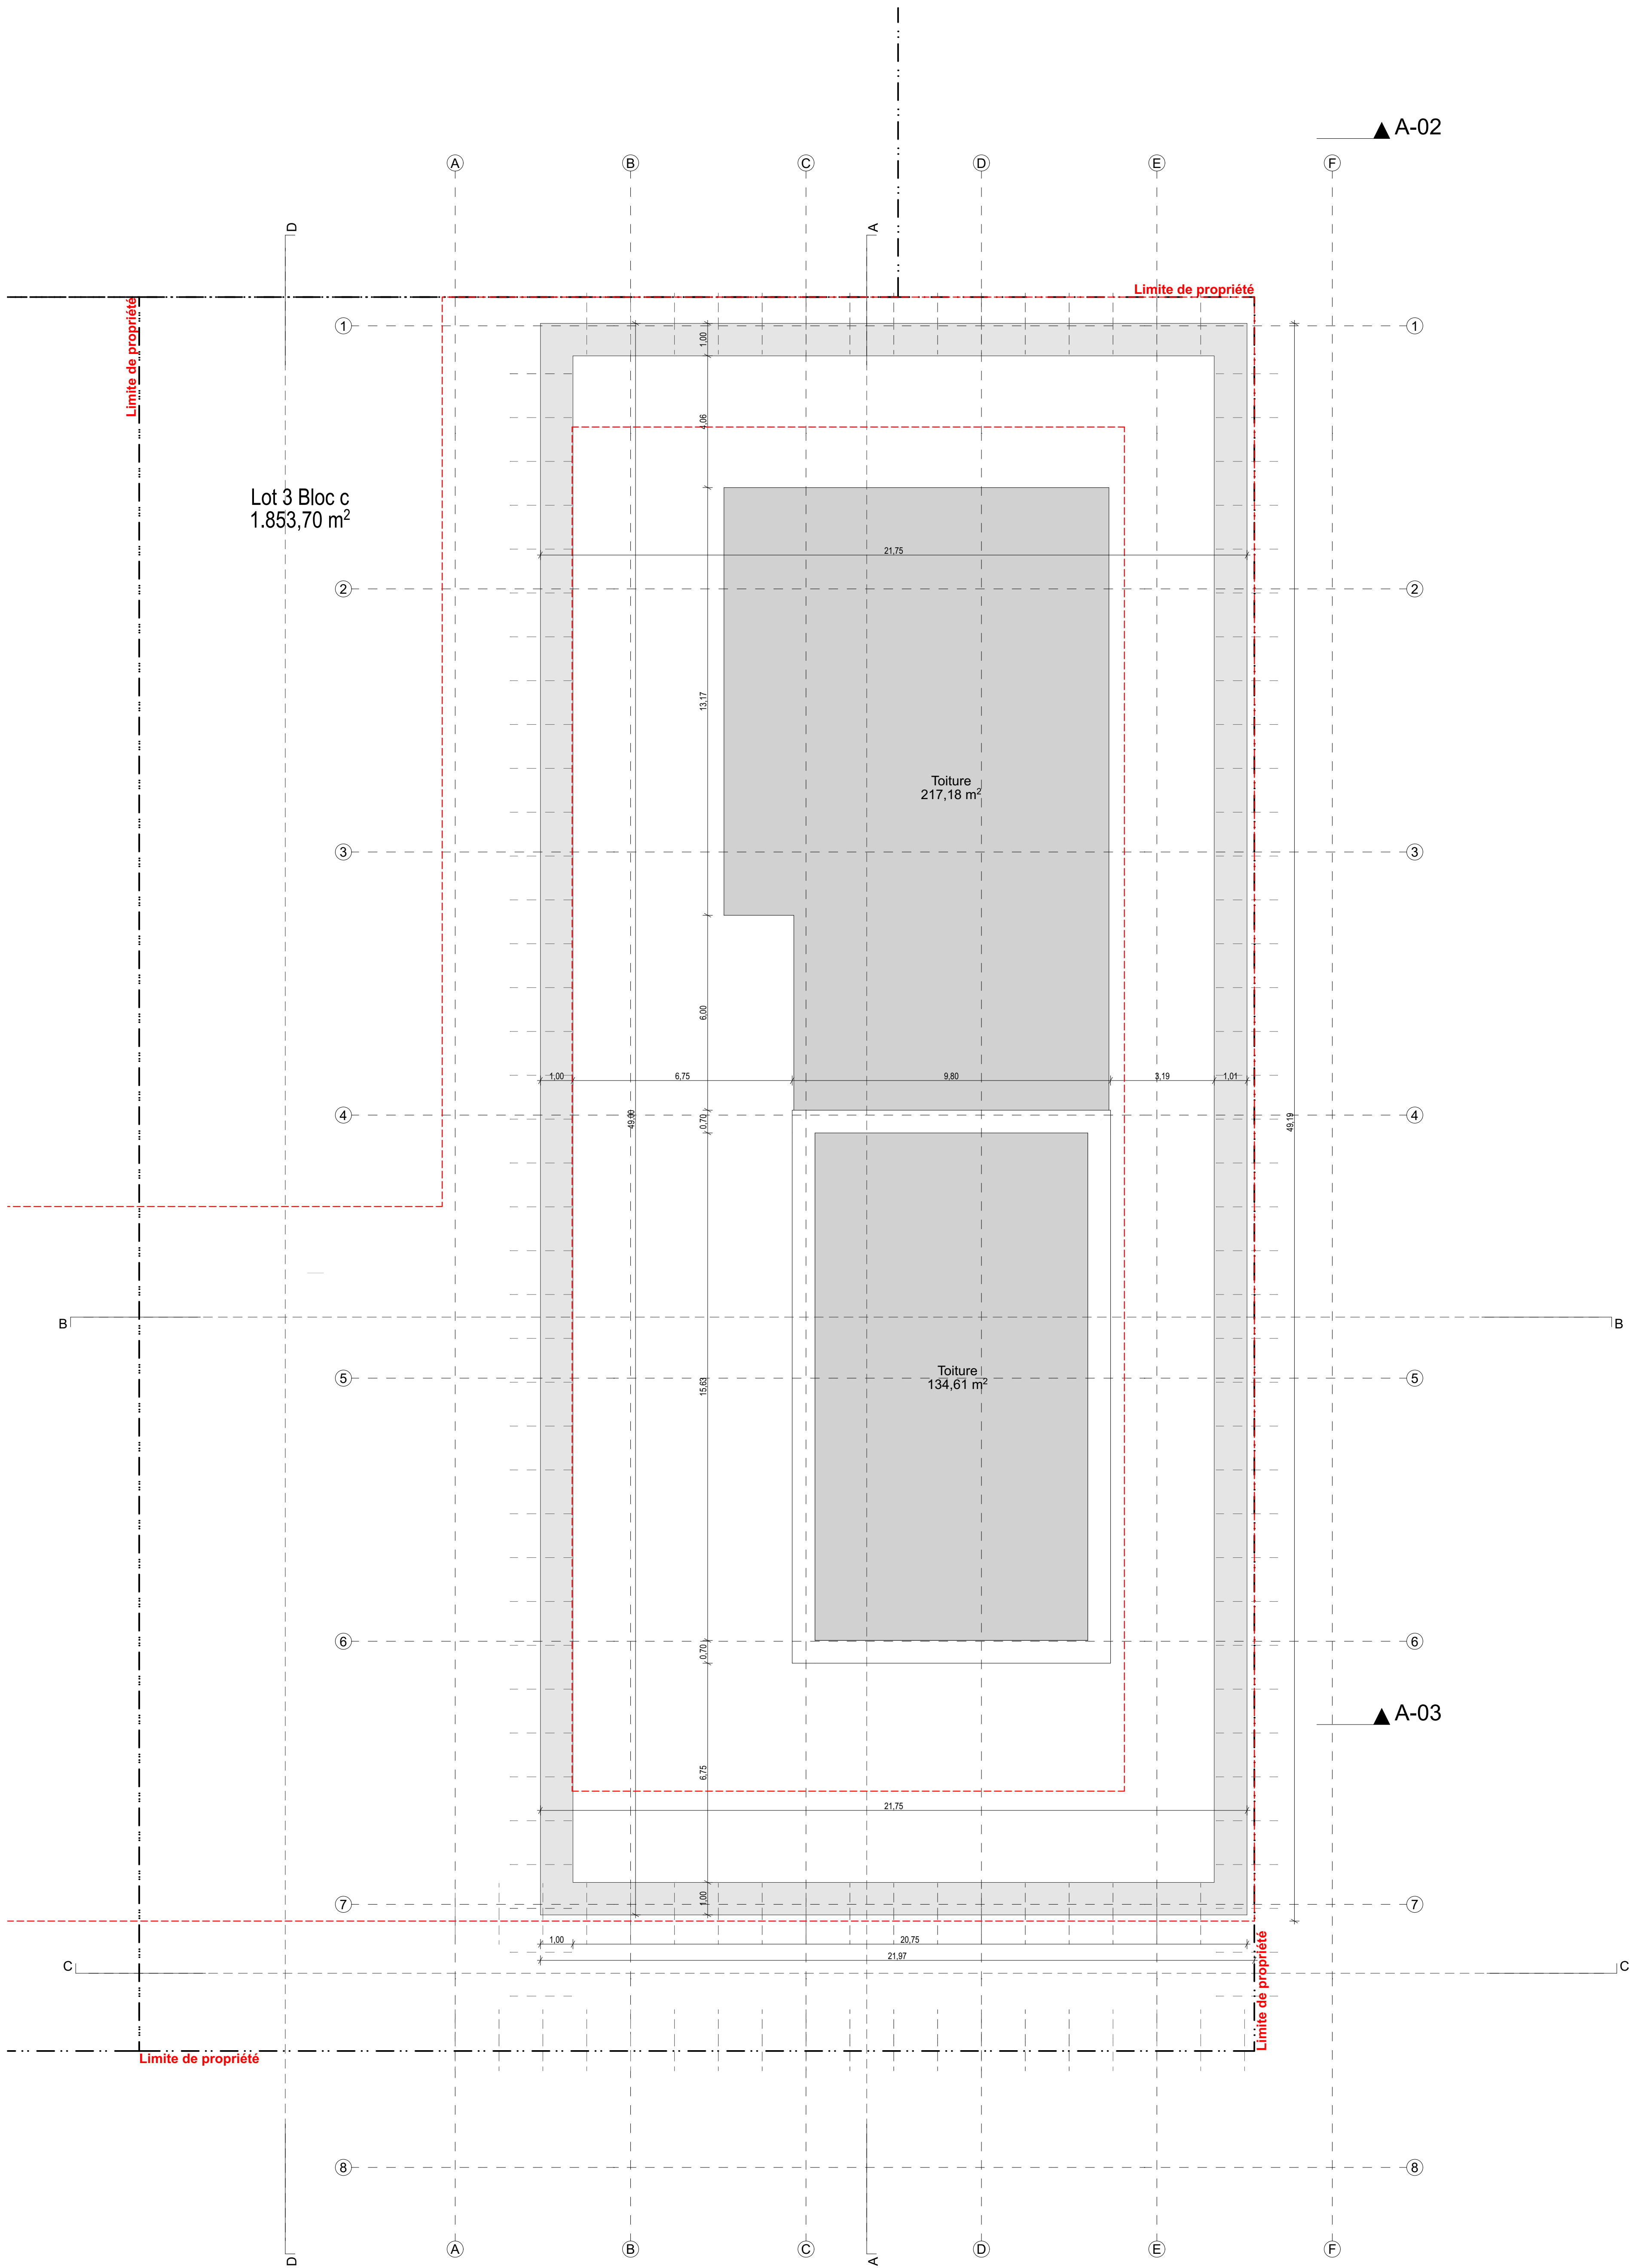 A-02
A
B
C
D
E
F
D
A
Limite de propriété
Limite de propriété
1
1
1,00
4,06
Lot 3 Bloc c
1.853,70 m²
21,75
2
2
13,17
Toiture
217,18 m²
3
3
6,00
1,00
6,75
9,80
3,19
1,01
4
4
49,00
0,70
49,19
B
B
Toiture
134,61 m²
5
5
15,63
6
6
0,70
A-03
6,75
21,75
7
7
1,00
1,00
20,75
21,97
Limite de propriété
C
C
Limite de propriété
8
8
A
B
C
D
E
F
D
A